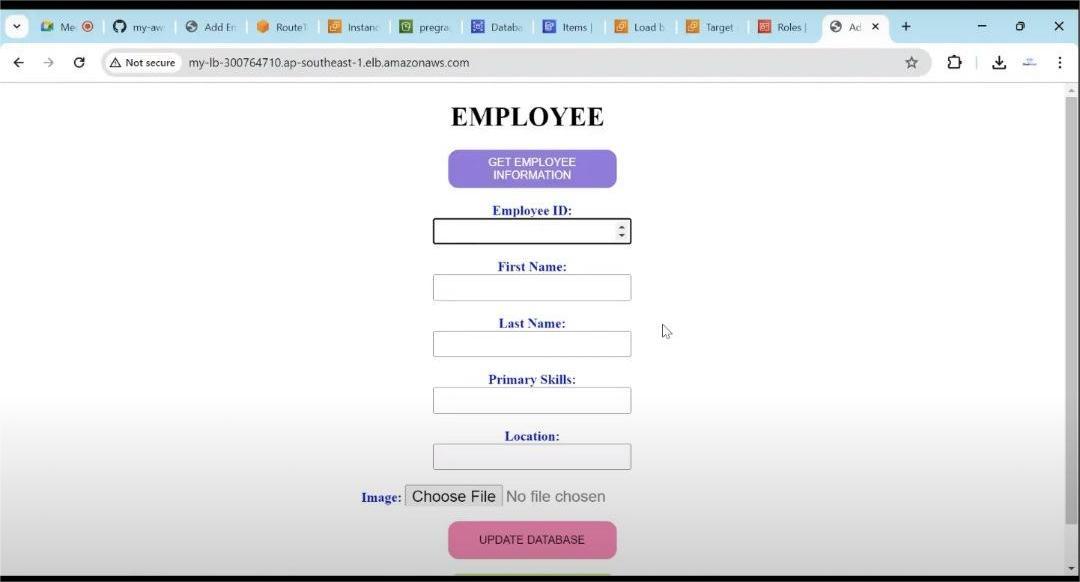 Me
my-aw
Add En
RouteT
Instanc
pregra
Databa
Items |
Load b
Target
Roles |
Ad
Not secure
my-lb-300764710.ap-southeast-1.elb.amazonaws.com
EMPLOYEE
GET EMPLOYEE
INFORMATION
Employee ID:
First Name:
Last Name:
Primary Skills:
Location:
Image: Choose File No file chosen
UPDATE DATABASE